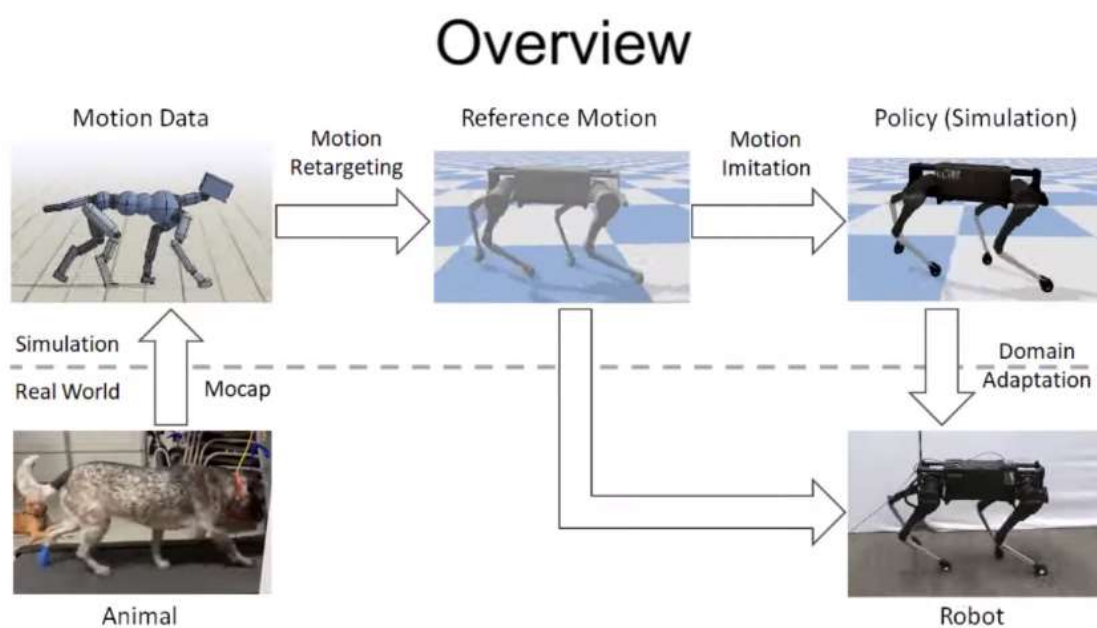 Overview
Motion Data
Motion
Retargeting
Reference Motion
Motion
Imitation
Policy (Simulation)
Simulation
Real World
Mocap
Domain
Adaptation
Animal
Robot